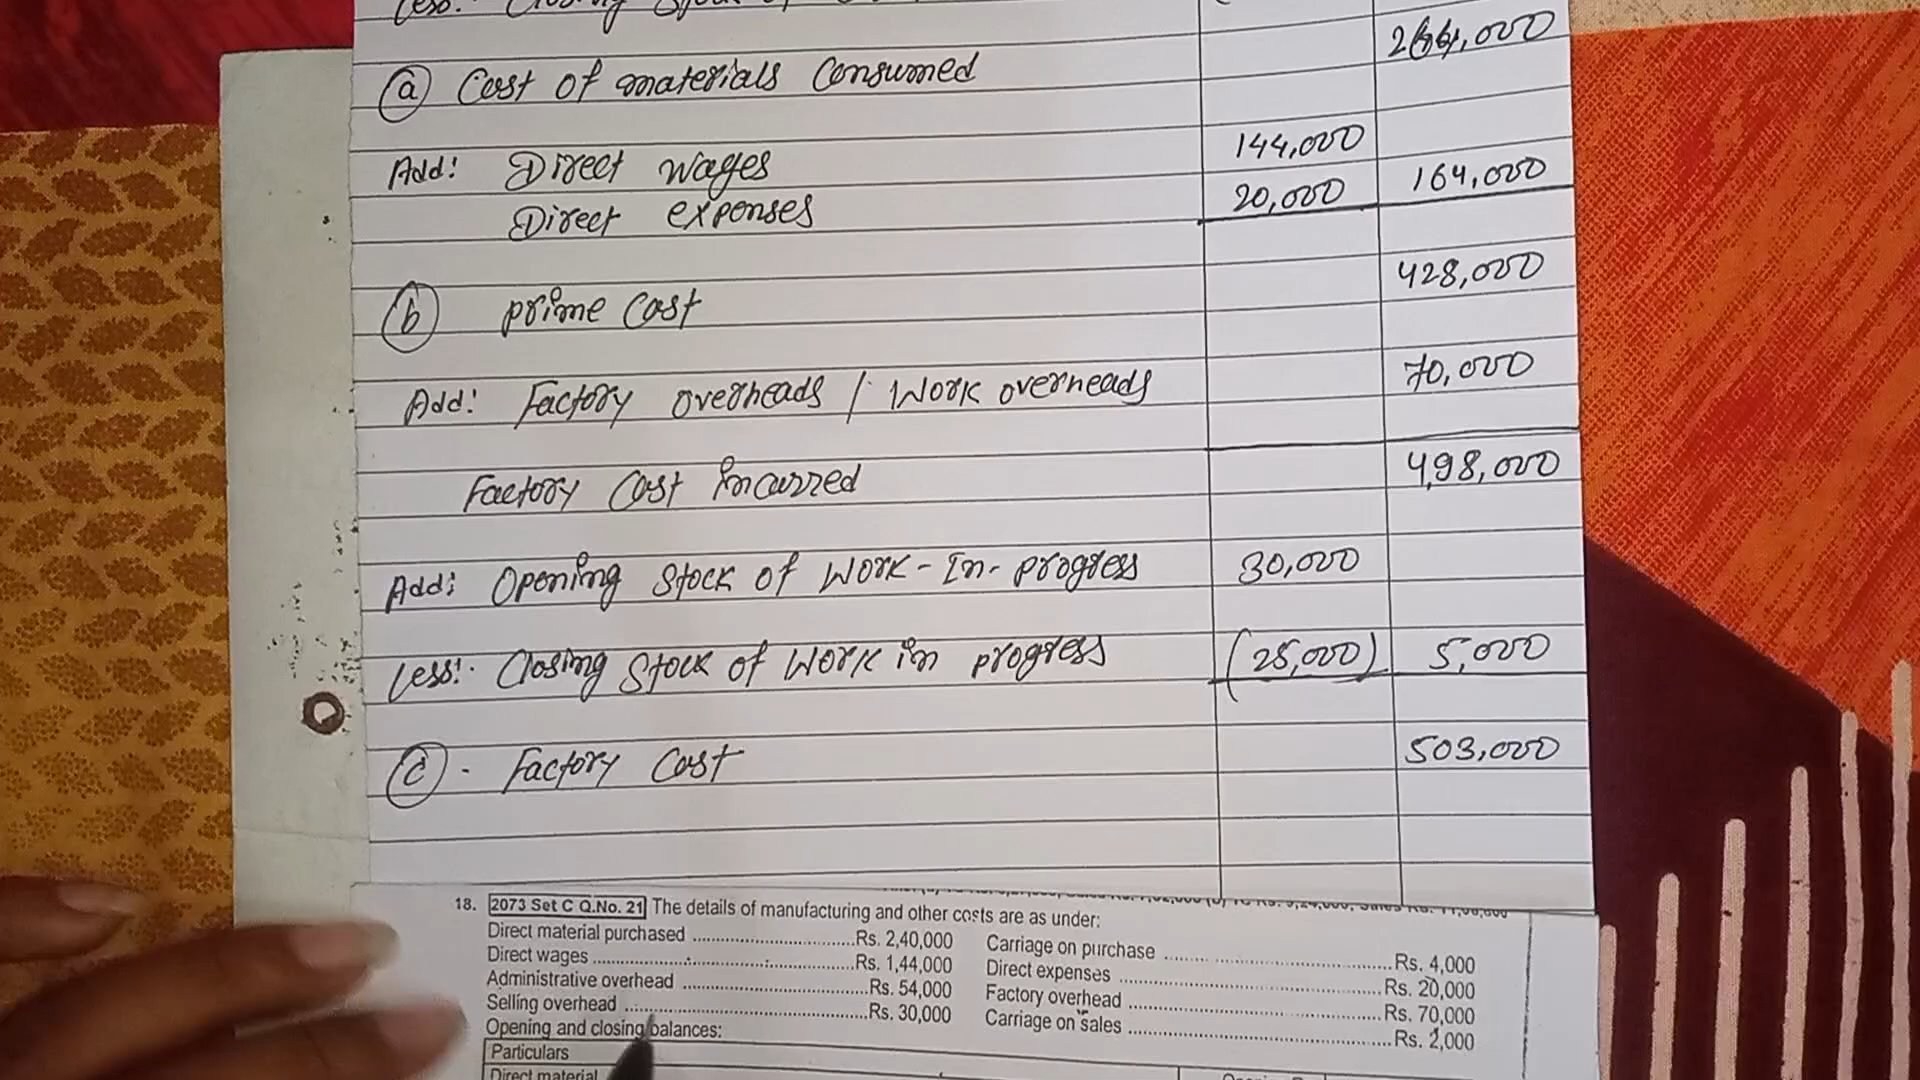 Less: Closing Stock of
264,000
(a) Cost of materials Consumed
Add: Direct wages 144,000
Direct expenses 20,000 164,000
428,000
(b) prime Cost
Add: Factory overheads / Work overheads 70,000
Factory Cost incurred 498,000
Add: Opening Stock of Work-In-progress 30,000
Less: Closing Stock of Work in progress (25,000) 5,000
(c) - Factory Cost 503,000
18. 2073 Set C Q.No. 21 The details of manufacturing and other costs are as under:
Direct material purchased ........ Rs. 2,40,000 Carriage on purchase ........ Rs. 4,000
Direct wages ........ Rs. 1,44,000 Direct expenses ........ Rs. 20,000
Administrative overhead ........ Rs. 54,000 Factory overhead ........ Rs. 70,000
Selling overhead ........ Rs. 30,000 Carriage on sales ........ Rs. 2,000
Opening and closing balances:
Particulars
Direct material